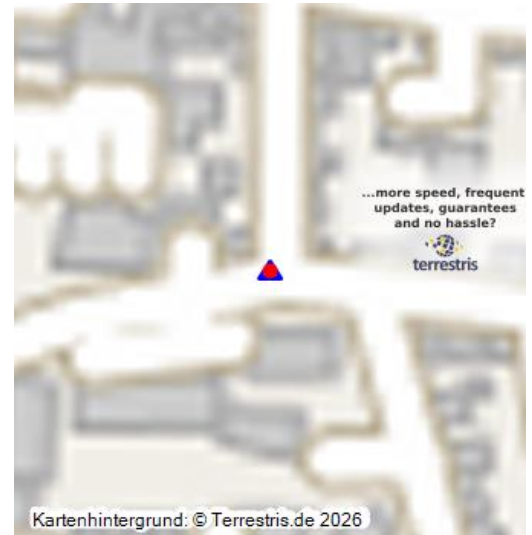 ...more speed, frequent
updates, guarantees
and no hassle?
terrestris
Kartenhintergrund: © Terrestris.de 2026